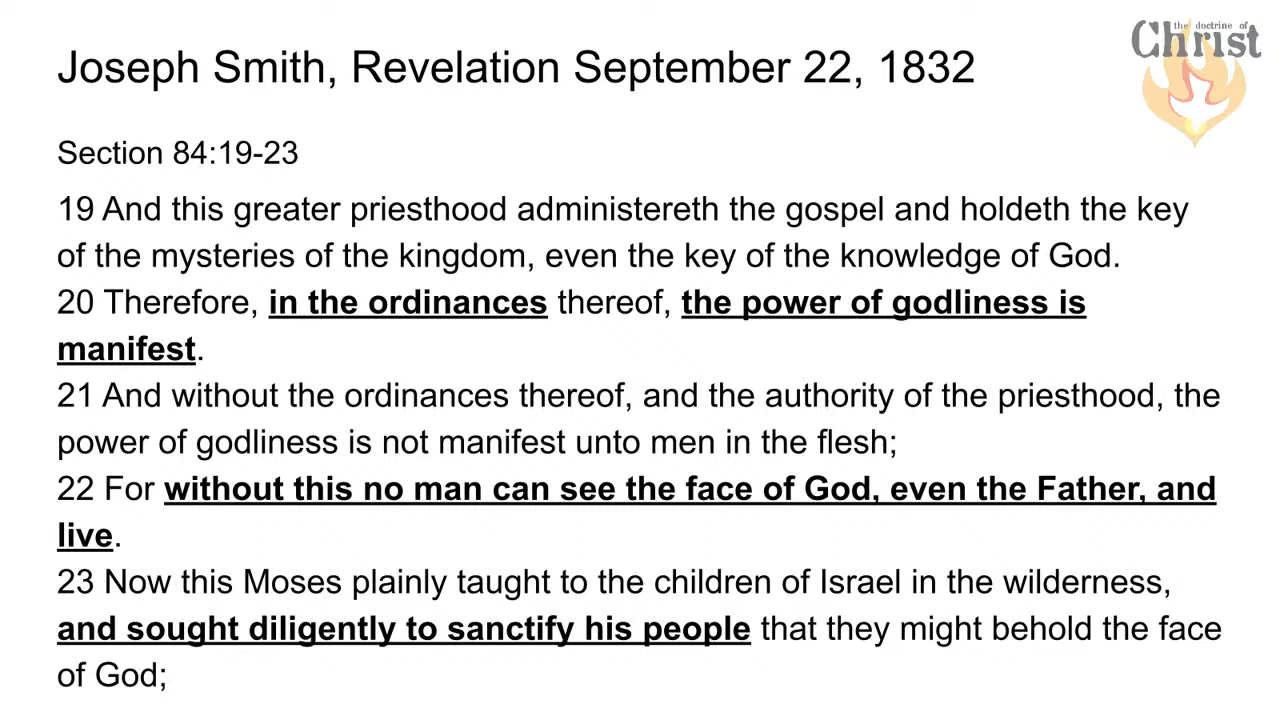 the doctrine of
Christ
Joseph Smith, Revelation September 22, 1832
Section 84:19-23
19 And this greater priesthood administereth the gospel and holdeth the key
of the mysteries of the kingdom, even the key of the knowledge of God.
20 Therefore, in the ordinances thereof, the power of godliness is
manifest.
21 And without the ordinances thereof, and the authority of the priesthood, the
power of godliness is not manifest unto men in the flesh;
22 For without this no man can see the face of God, even the Father, and
live.
23 Now this Moses plainly taught to the children of Israel in the wilderness,
and sought diligently to sanctify his people that they might behold the face
of God;